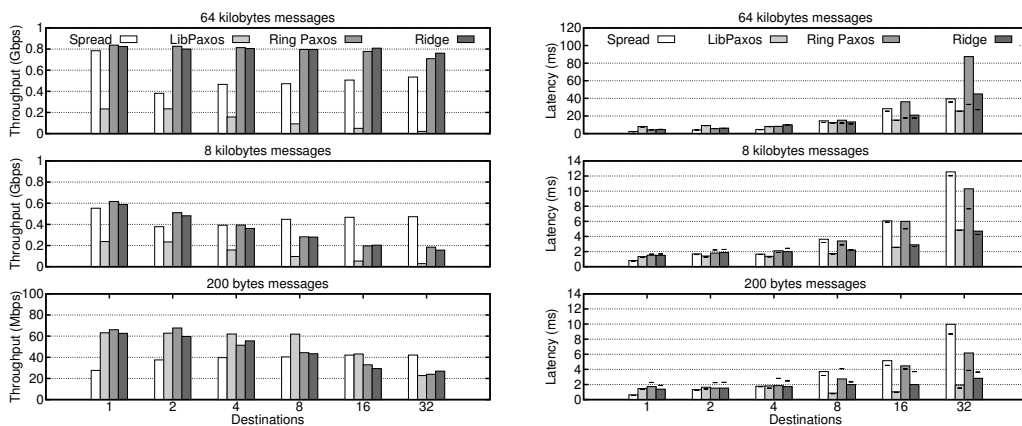 64 kilobytes messages
Throughput (Gbps)
1
0.8
0.6
0.4
0.2
0
Spread LibPaxos Ring Paxos Ridge
8 kilobytes messages
Throughput (Gbps)
1
0.8
0.6
0.4
0.2
0
200 bytes messages
Throughput (Mbps)
100
80
60
40
20
0
1 2 4 8 16 32
Destinations
64 kilobytes messages
Latency (ms)
120
100
80
60
40
20
0
Spread LibPaxos Ring Paxos Ridge
8 kilobytes messages
Latency (ms)
14
12
10
8
6
4
2
0
200 bytes messages
Latency (ms)
14
12
10
8
6
4
2
0
1 2 4 8 16 32
Destinations